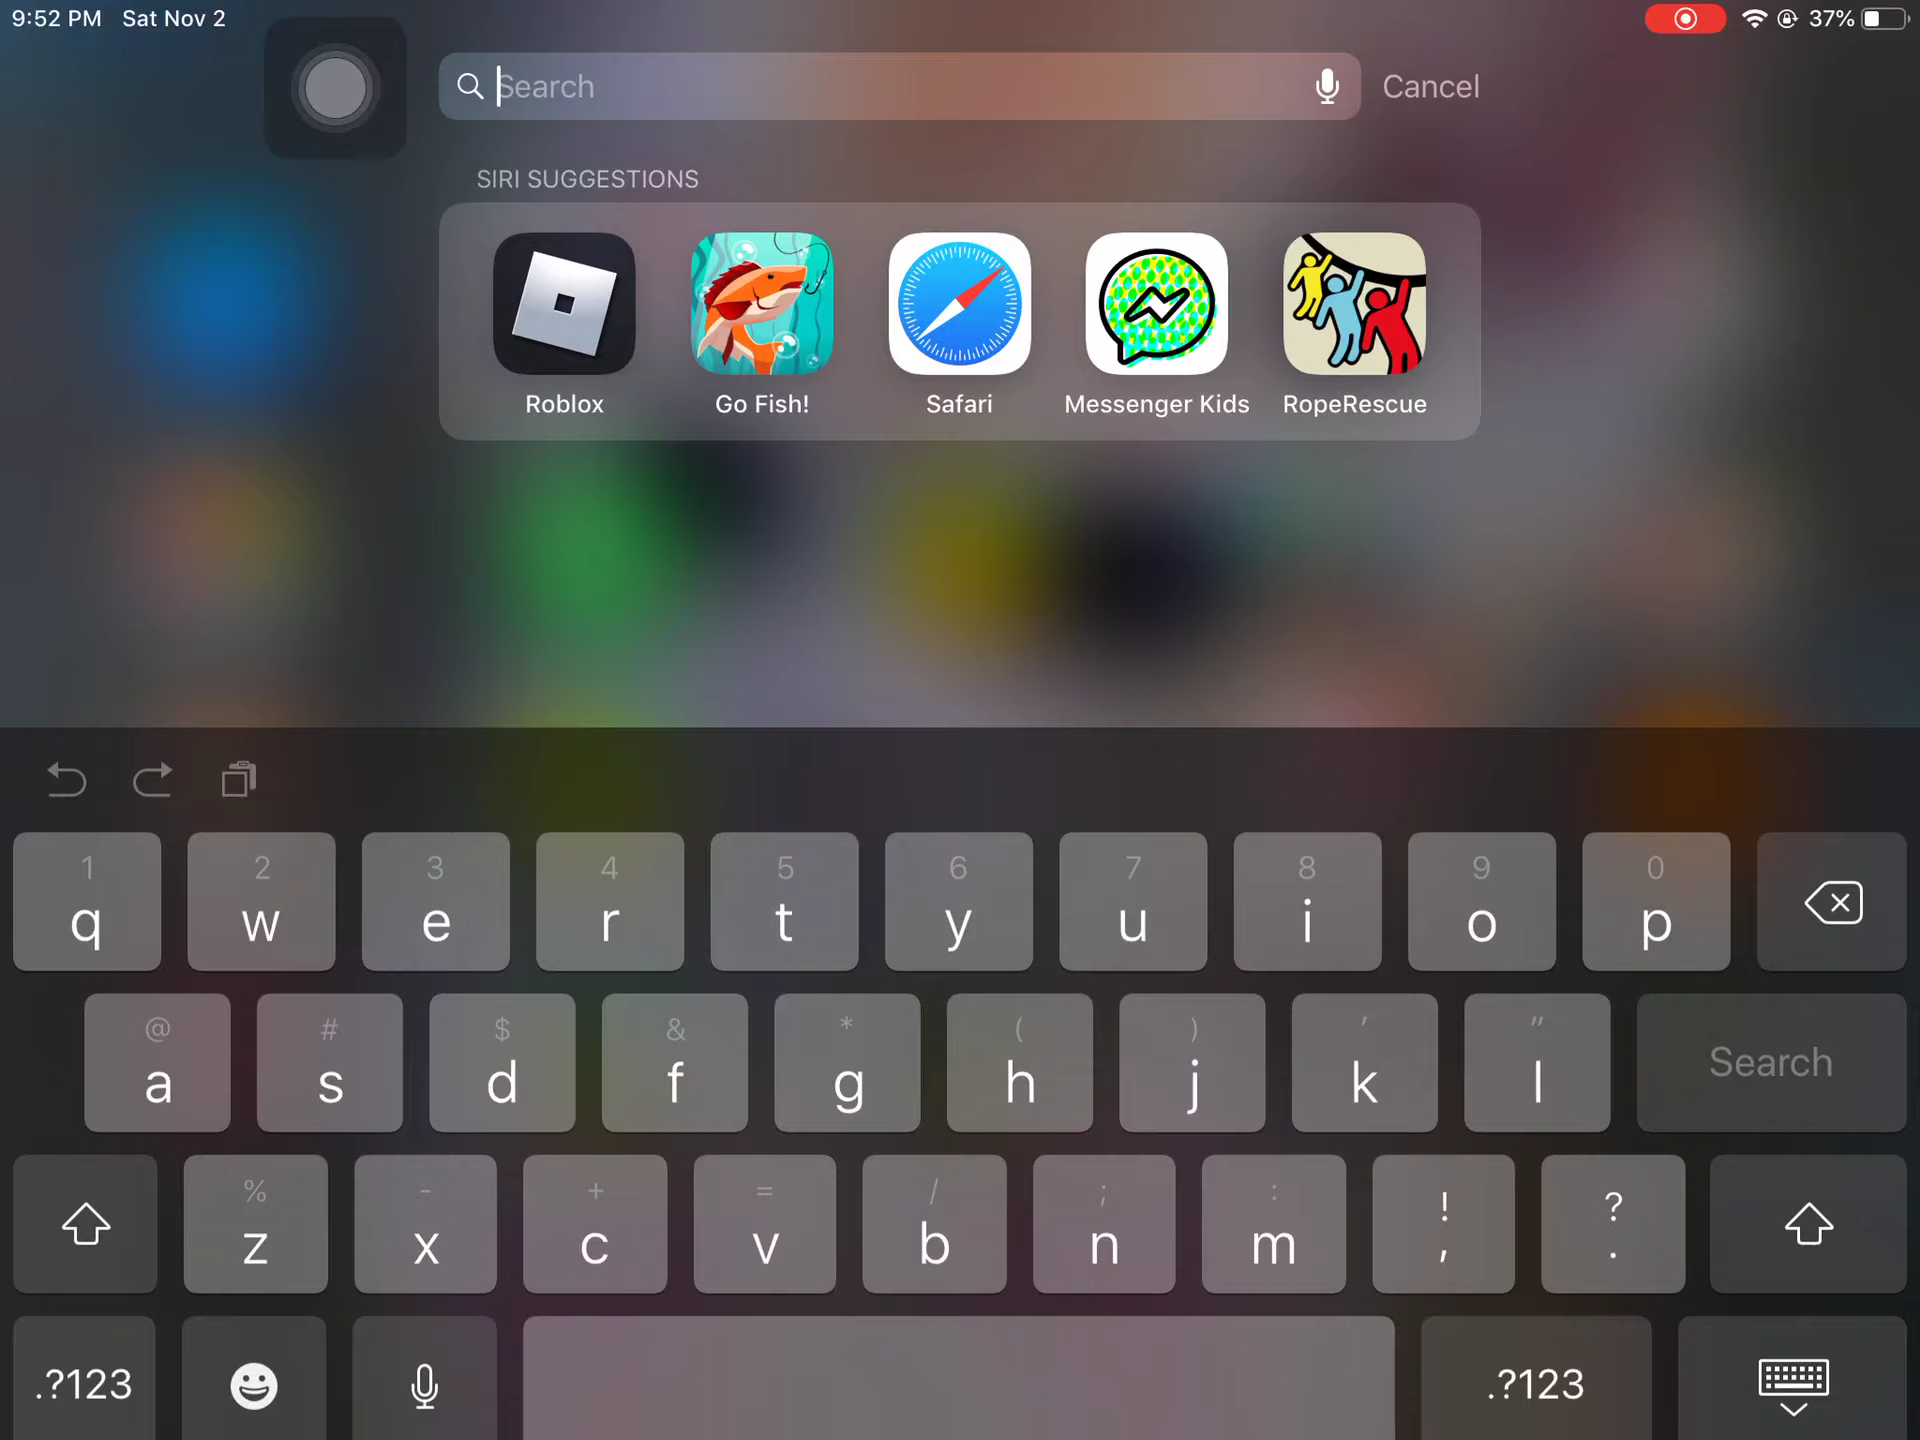 9:52 PM Sat Nov 2
37%
Search
Cancel
SIRI SUGGESTIONS
Roblox
Go Fish!
Safari
Messenger Kids
RopeRescue
1 2 3 4 5 6 7 8 9 0
q w e r t y u i o p
@ # $ & * ( ) ' "
a s d f g h j k l Search
% - + = / ; : ! ?
z x c v b n m , .
.?123 .?123